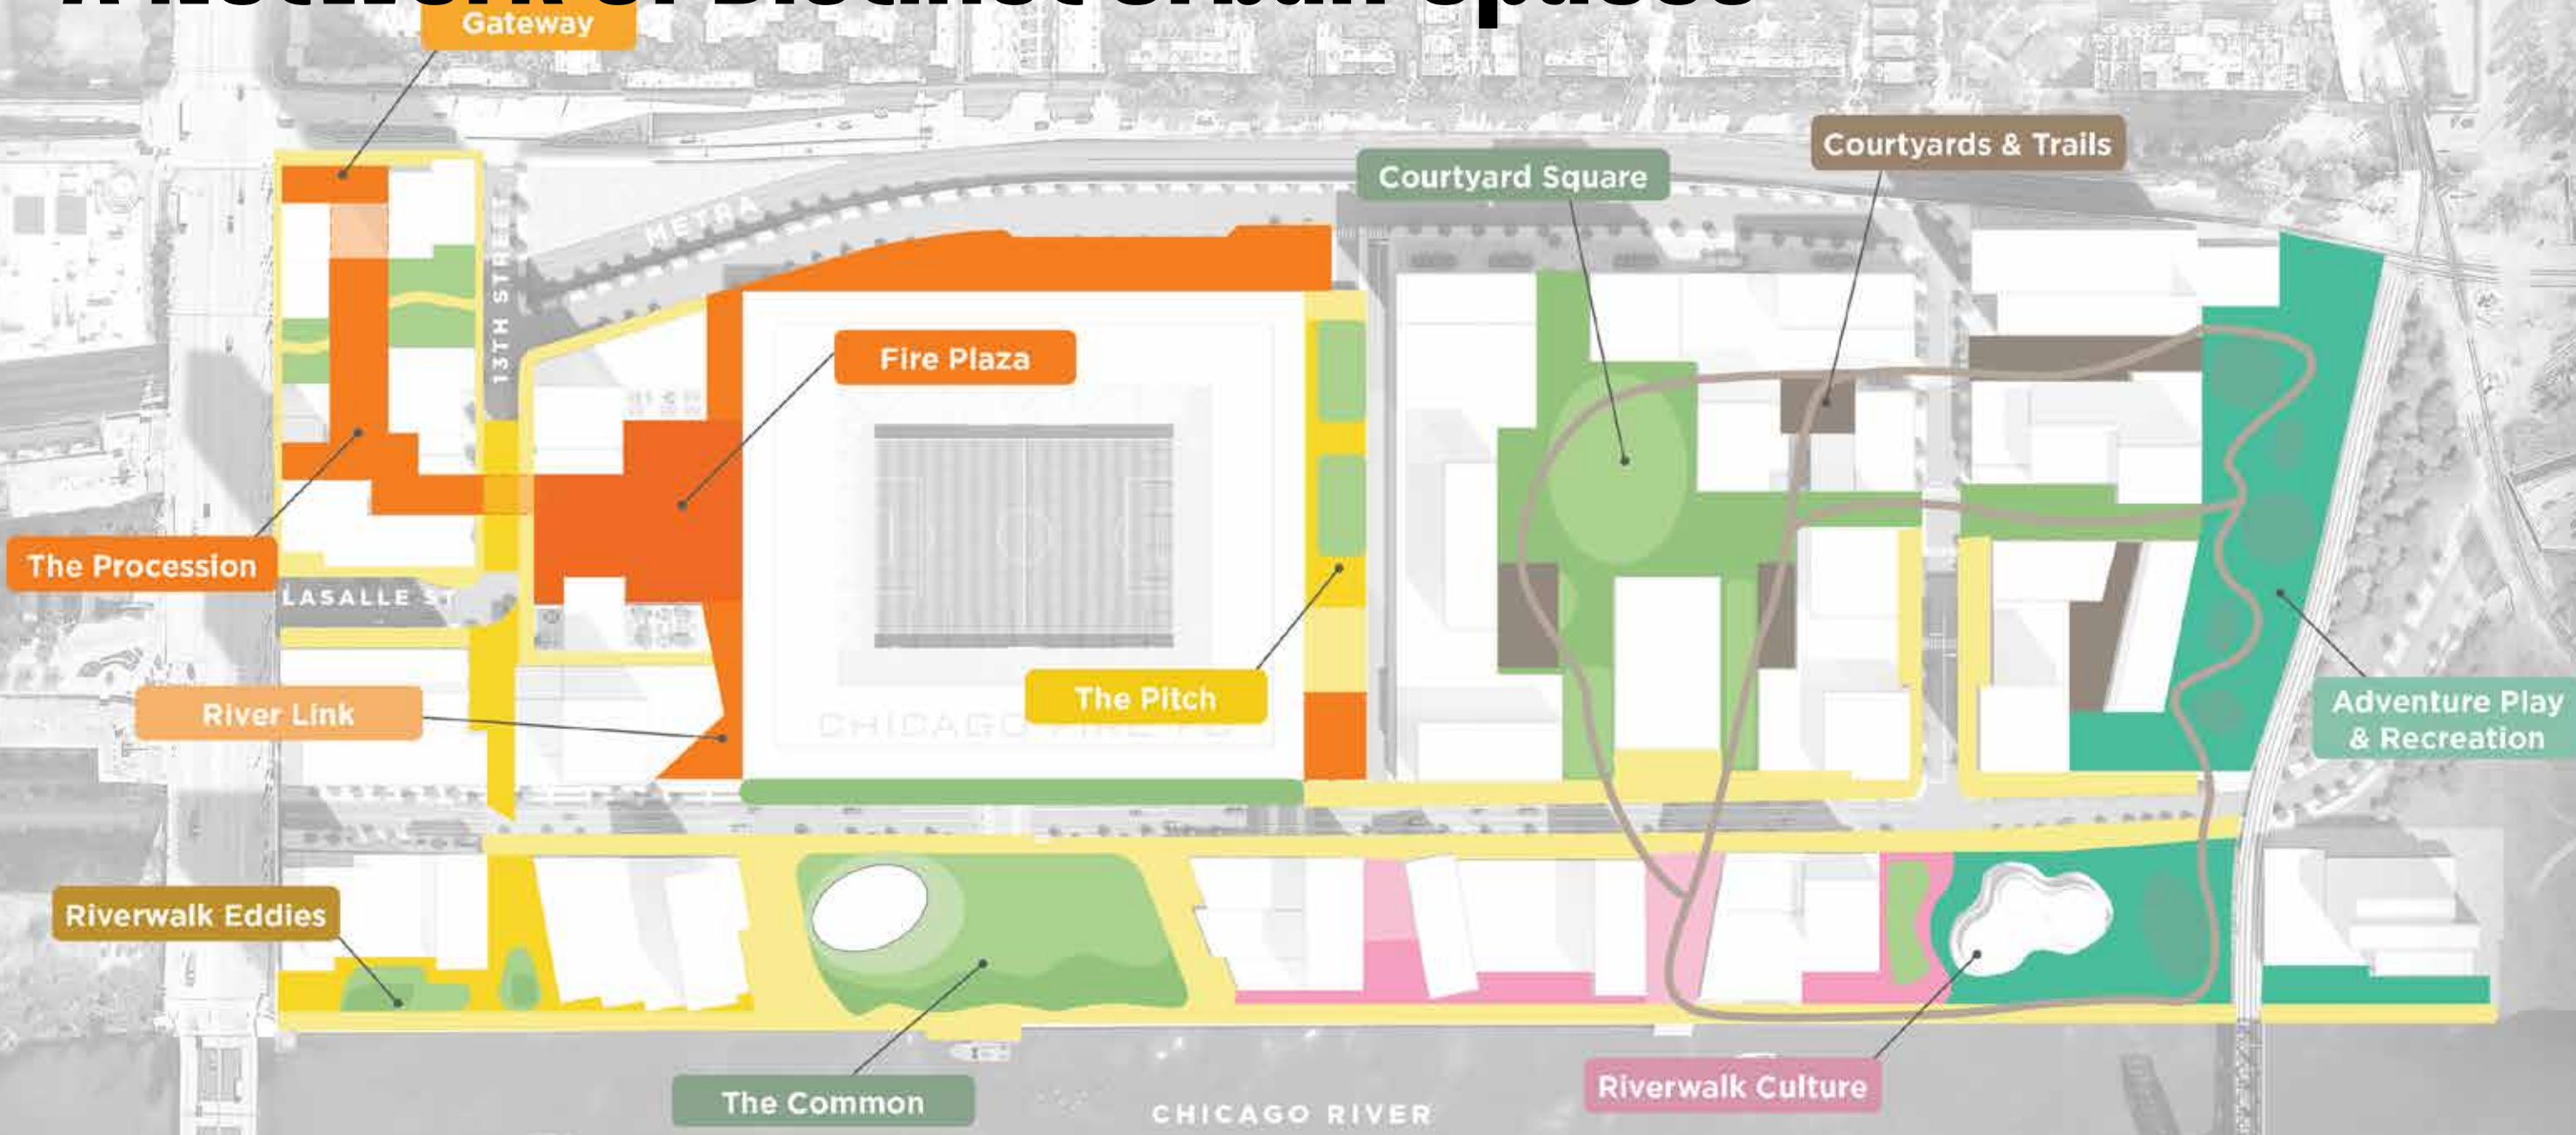 Gateway
Courtyards & Trails
Courtyard Square
METRA
13TH STREET
Fire Plaza
The Procession
LASALLE ST
The Pitch
River Link
CHICAGO FIRE FC
Adventure Play
& Recreation
Riverwalk Eddies
Riverwalk Culture
The Common
CHICAGO RIVER